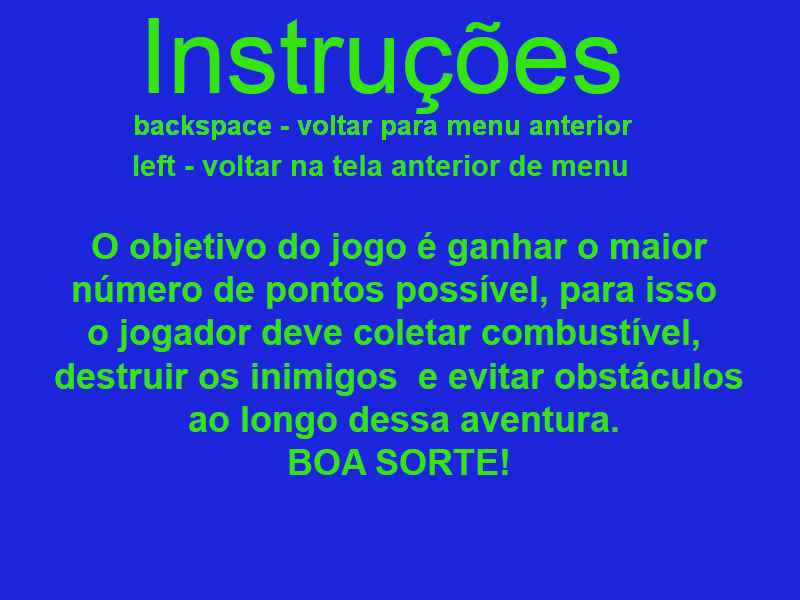 Instruções
backspace - voltar para menu anterior
left - voltar na tela anterior de menu
O objetivo do jogo é ganhar o maior
número de pontos possível, para isso
o jogador deve coletar combustível,
destruir os inimigos  e evitar obstáculos
ao longo dessa aventura.
BOA SORTE!